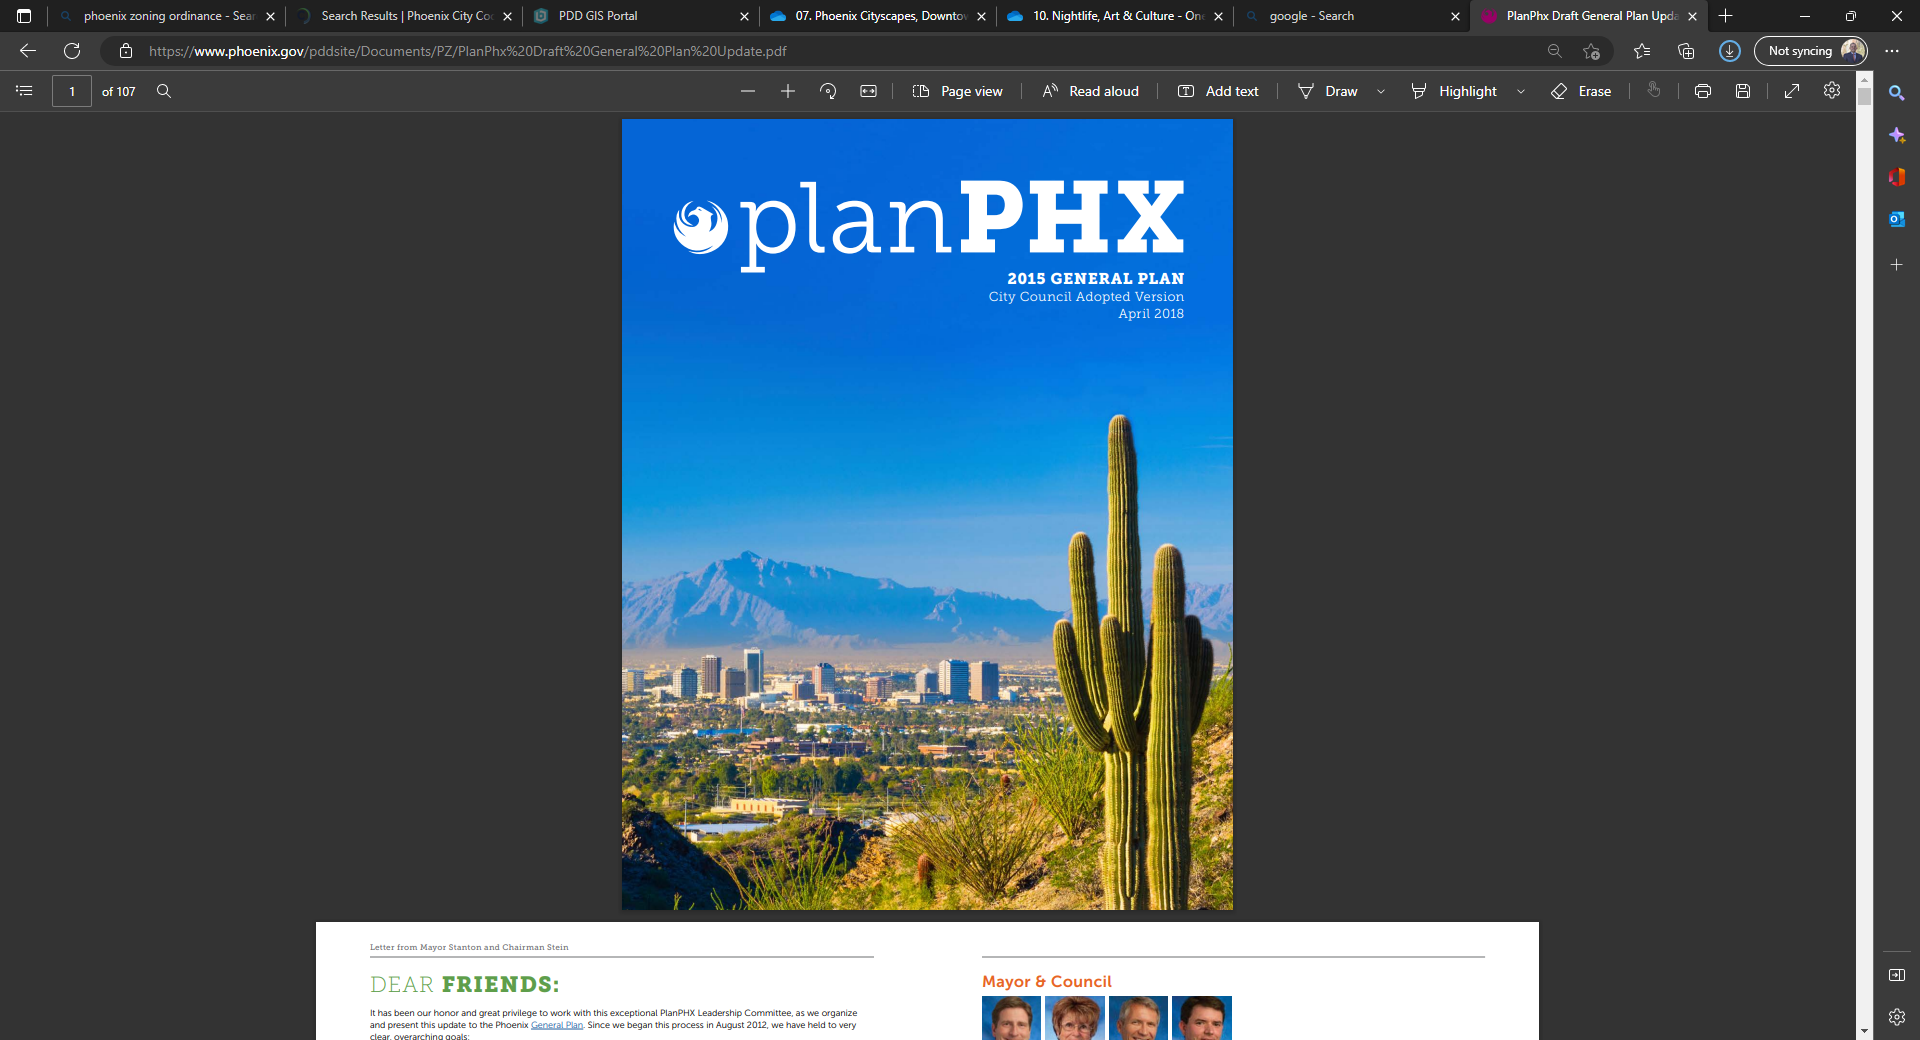 phoenix zoning ordinance - Sear
Search Results | Phoenix City Co
PDD GIS Portal
07. Phoenix Cityscapes, Downto
10. Nightlife, Art & Culture - One
google - Search
PlanPhx Draft General Plan Upda
https://www.phoenix.gov/pddsite/Documents/PZ/PlanPhx%20Draft%20General%20Plan%20Update.pdf
Not syncing
1 of 107
Page view
Read aloud
Add text
Draw
Highlight
Erase
planPHX
2015 GENERAL PLAN
City Council Adopted Version
April 2018
Letter from Mayor Stanton and Chairman Stein
DEAR FRIENDS:
It has been our honor and great privilege to work with this exceptional PlanPHX Leadership Committee, as we organize
and present this update to the Phoenix General Plan. Since we began this process in August 2012, we have held to very
clear, overarching goals:
Mayor & Council